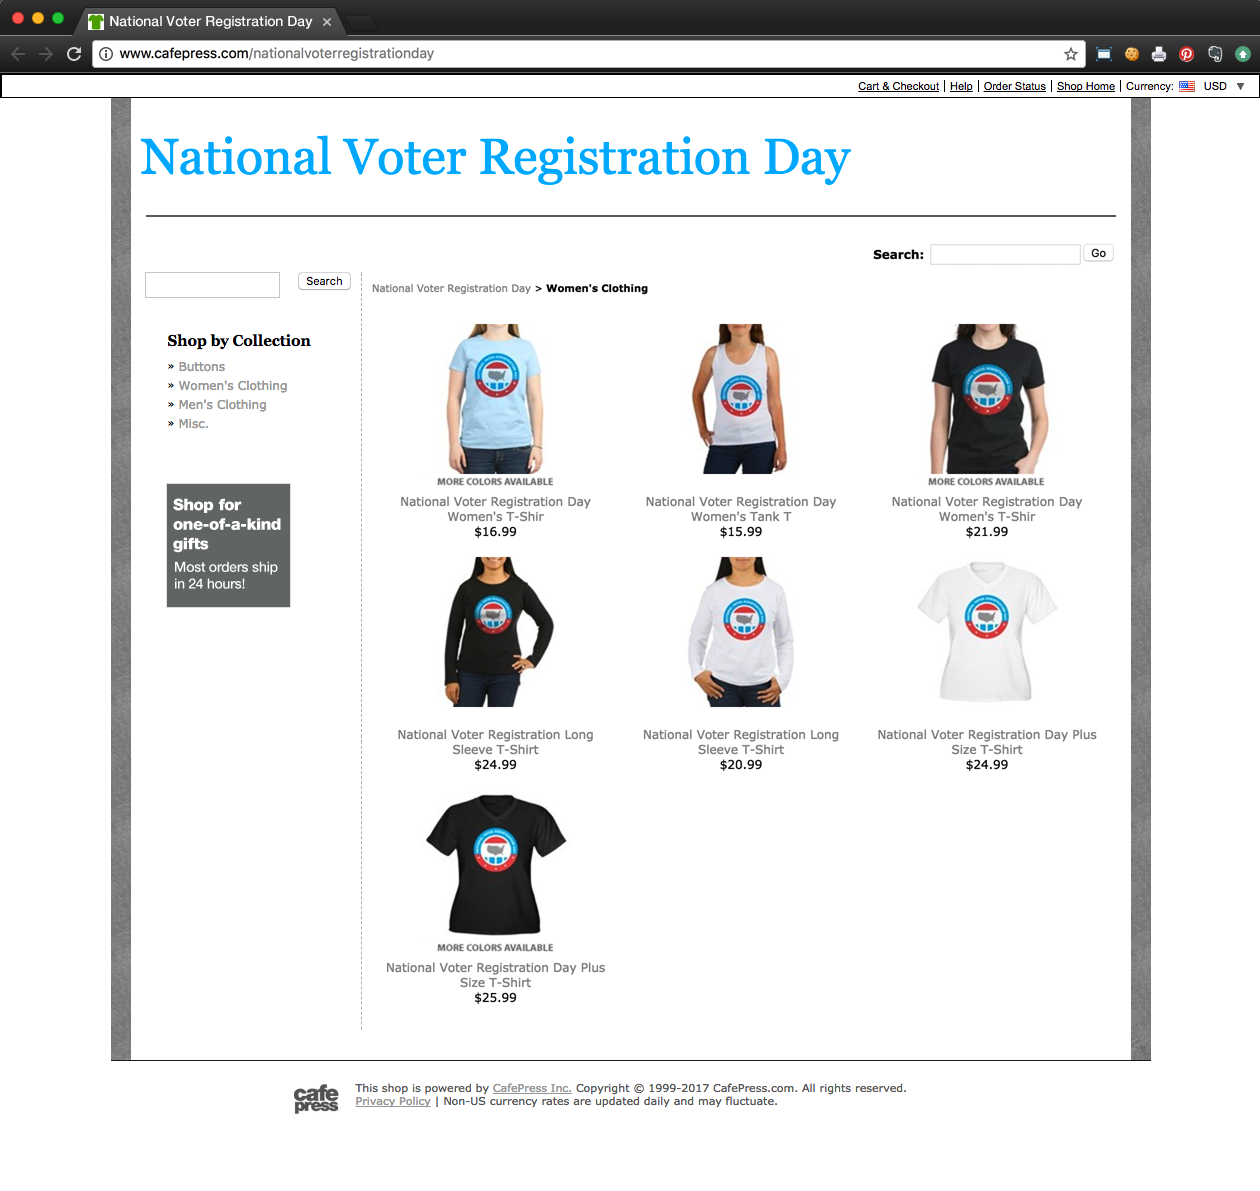 National Voter Registration Day
www.cafepress.com/nationalvoterregistrationday
Cart & Checkout | Help | Order Status | Shop Home | Currency: USD ▼
National Voter Registration Day
Search: Go
Search
National Voter Registration Day > Women's Clothing
Shop by Collection
» Buttons
» Women's Clothing
» Men's Clothing
» Misc.
Shop for
one-of-a-kind
gifts
Most orders ship
in 24 hours!
MORE COLORS AVAILABLE
National Voter Registration Day
Women's T-Shir
$16.99
National Voter Registration Day
Women's Tank T
$15.99
MORE COLORS AVAILABLE
National Voter Registration Day
Women's T-Shir
$21.99
National Voter Registration Long
Sleeve T-Shirt
$24.99
National Voter Registration Long
Sleeve T-Shirt
$20.99
National Voter Registration Day Plus
Size T-Shirt
$24.99
MORE COLORS AVAILABLE
National Voter Registration Day Plus
Size T-Shirt
$25.99
cafe
press
This shop is powered by CafePress Inc. Copyright © 1999-2017 CafePress.com. All rights reserved.
Privacy Policy | Non-US currency rates are updated daily and may fluctuate.